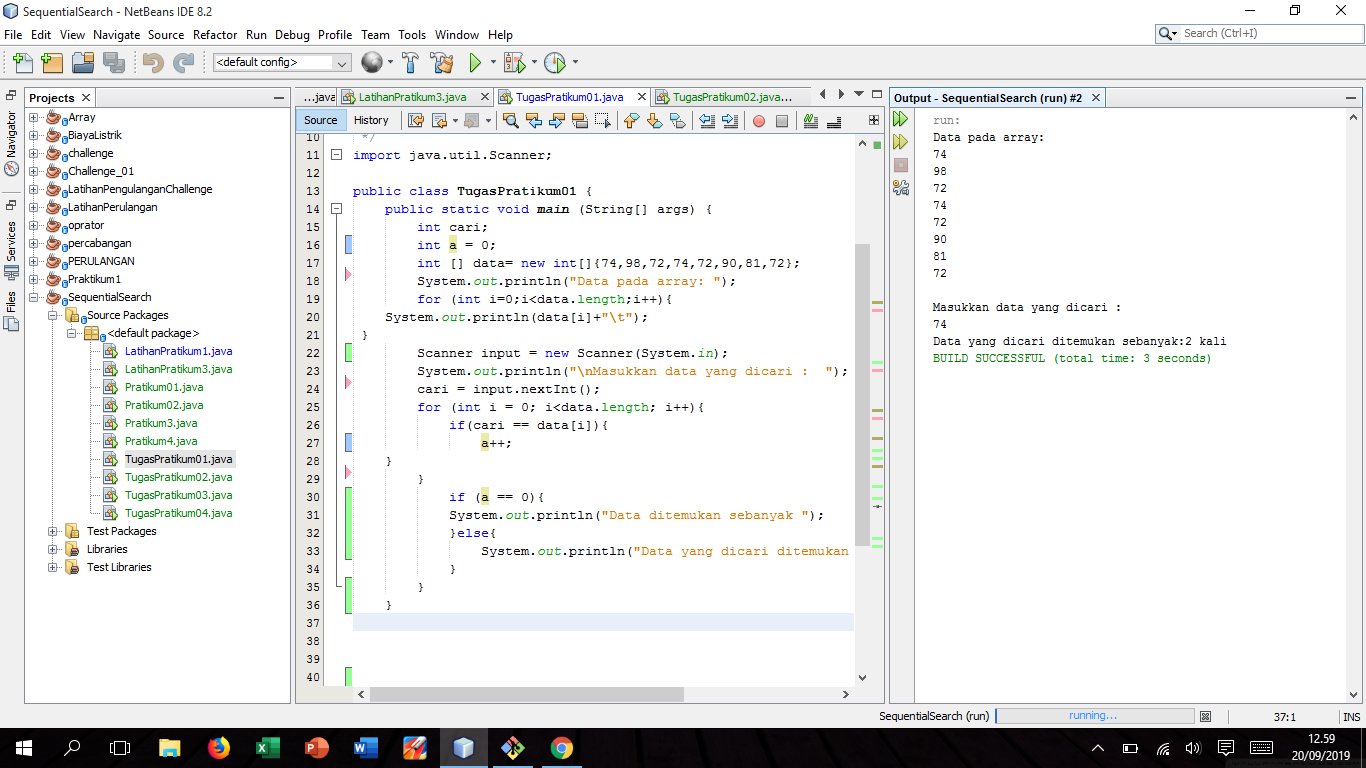 SequentialSearch - NetBeans IDE 8.2
File Edit View Navigate Source Refactor Run Debug Profile Team Tools Window Help
Search (Ctrl+I)
<default config>
Navigator
Services
Files
Projects
Array
BiayaListrik
challenge
Challenge_01
LatihanPengulanganChallenge
LatihanPerulangan
oprator
percabangan
PERULANGAN
Praktikum1
SequentialSearch
Source Packages
<default package>
LatihanPratikum1.java
LatihanPratikum3.java
Pratikum01.java
Pratikum02.java
Pratikum3.java
Pratikum4.java
TugasPratikum01.java
TugasPratikum02.java
TugasPratikum03.java
TugasPratikum04.java
Test Packages
Libraries
Test Libraries
...java LatihanPratikum3.java TugasPratikum01.java TugasPratikum02.java...
Source History
10 */
11 import java.util.Scanner;
12
13 public class TugasPratikum01 {
14 public static void main (String[] args) {
15 int cari;
16 int a = 0;
17 int [] data= new int[]{74,98,72,74,72,90,81,72};
18 System.out.println("Data pada array: ");
19 for (int i=0;i<data.length;i++){
20 System.out.println(data[i]+"\t");
21 }
22 Scanner input = new Scanner(System.in);
23 System.out.println("\nMasukkan data yang dicari :  ");
24 cari = input.nextInt();
25 for (int i = 0; i<data.length; i++){
26 if(cari == data[i]){
27 a++;
28 }
29 }
30 if (a == 0){
31 System.out.println("Data ditemukan sebanyak ");
32 }else{
33 System.out.println("Data yang dicari ditemukan
34 }
35 }
36 }
37
38
39
40
Output - SequentialSearch (run) #2
run:
Data pada array:
74
98
72
74
72
90
81
72
Masukkan data yang dicari :
74
Data yang dicari ditemukan sebanyak:2 kali
BUILD SUCCESSFUL (total time: 3 seconds)
SequentialSearch (run) running... 37:1 INS
12.59
20/09/2019